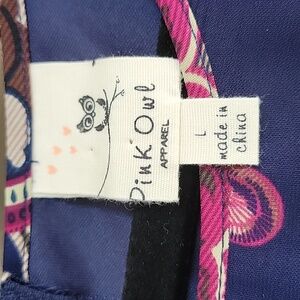 Pink Owl
APPAREL
L
made in
china